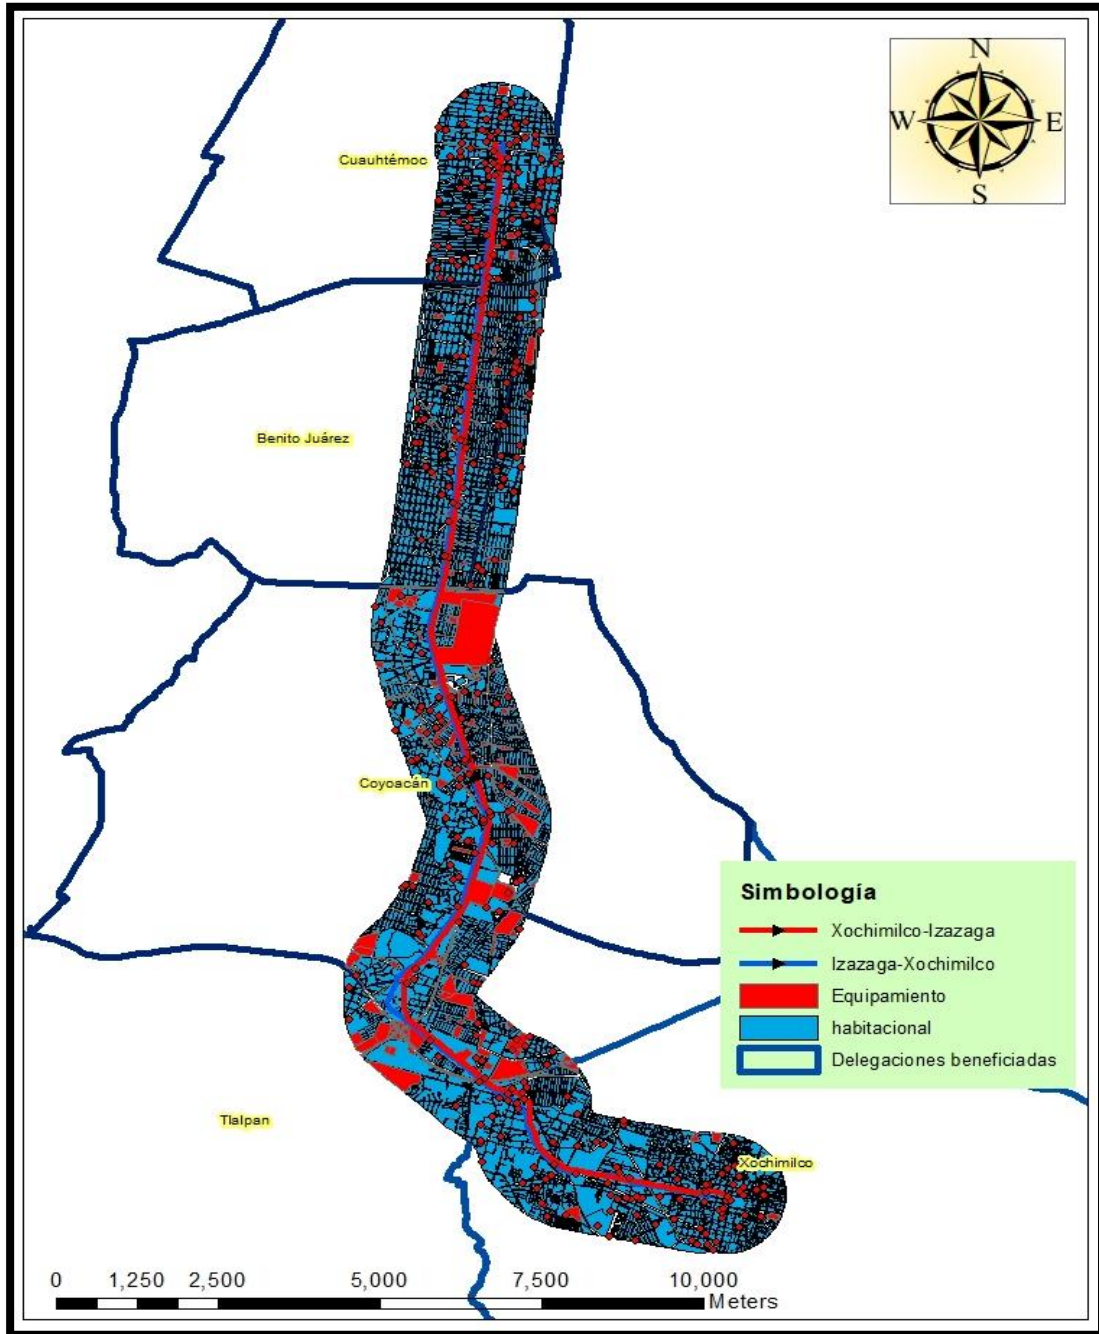 N
W
E
S
Cuauhtémoc
Benito Juárez
Coyoacán
Simbología
Xochimilco-Izazaga
Izazaga-Xochimilco
Equipamiento
habitacional
Delegaciones beneficiadas
Tlalpan
Xochimilco
0 1,250 2,500 5,000 7,500 10,000
Meters